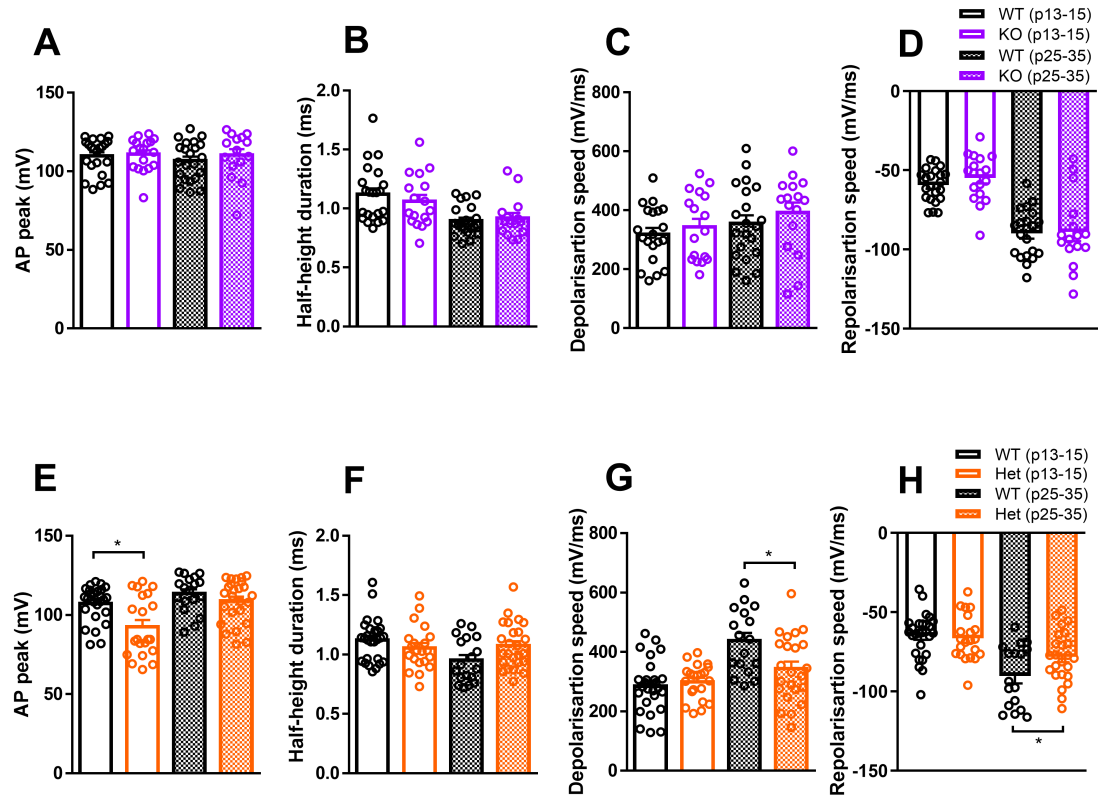 WT (p13-15)
KO (p13-15)
WT (p25-35)
KO (p25-35)
A
B
C
D
AP peak (mV)
150
100
50
0
Half-height duration (ms)
2.0
1.5
1.0
0.5
0.0
Depolarisartion speed (mV/ms)
800
600
400
200
0
Repolarisartion speed (mV/ms)
0
-50
-100
-150
WT (p13-15)
Het (p13-15)
WT (p25-35)
Het (p25-35)
E
F
G
H
AP peak (mV)
150
100
50
0
*
Half-height duration (ms)
2.0
1.5
1.0
0.5
0.0
Depolarisartion speed (mV/ms)
800
600
400
200
0
*
Repolarisartion speed (mV/ms)
0
-50
-100
-150
*